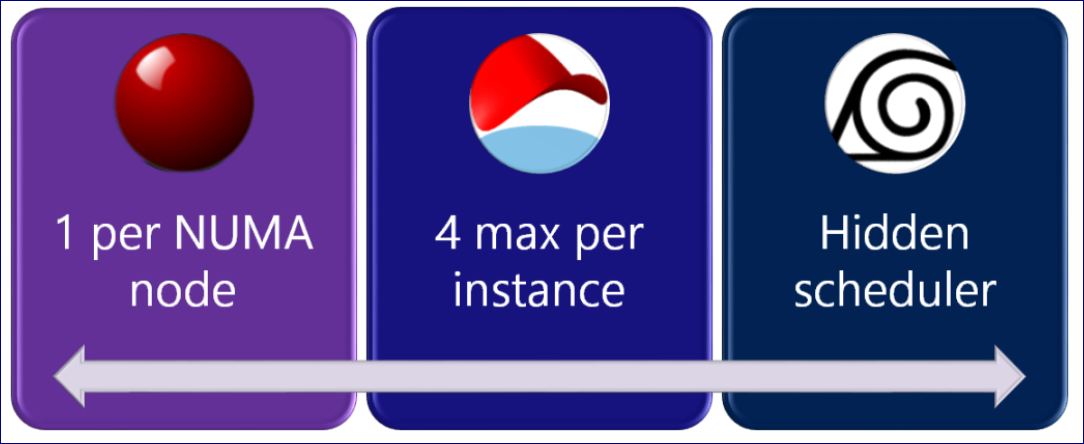 1 per NUMA
node
4 max per
instance
Hidden
scheduler